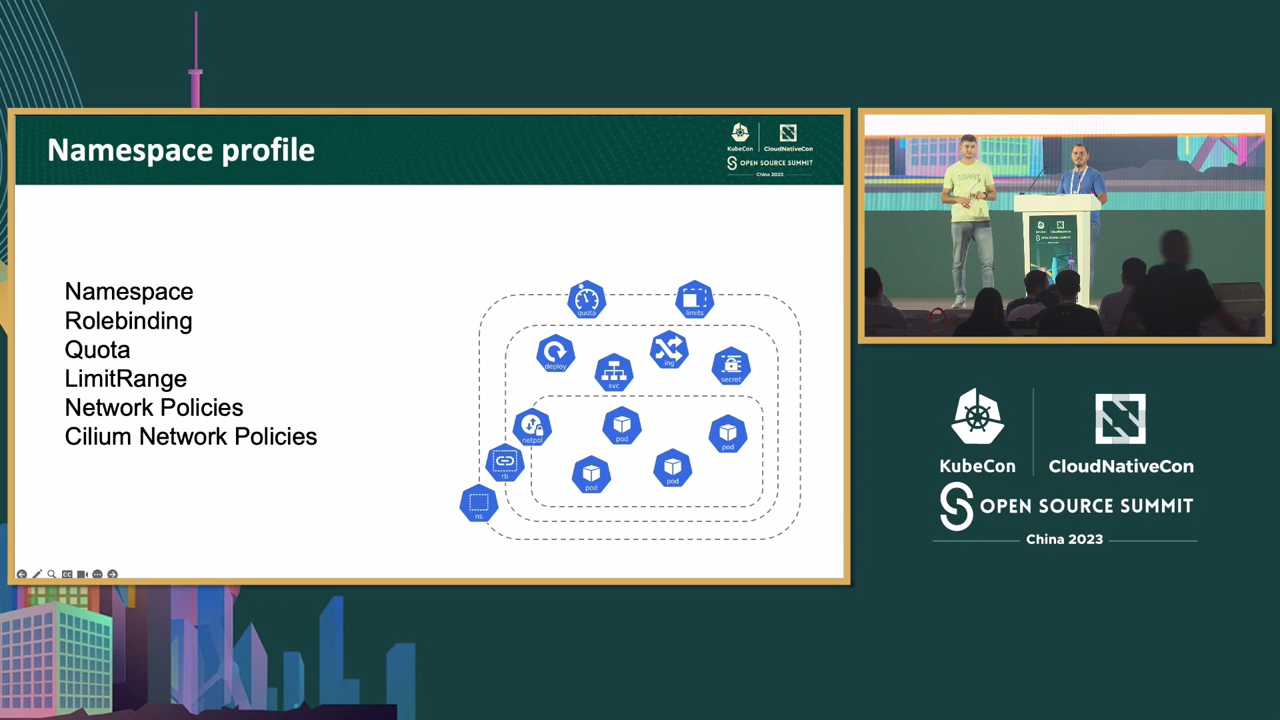 Namespace profile
KubeCon
CloudNativeCon
OPEN SOURCE SUMMIT
China 2023
Namespace
Rolebinding
Quota
LimitRange
Network Policies
Cilium Network Policies
quota
limits
deploy
svc
ing
secret
netpol
pod
pod
rb
pod
pod
ns
KubeCon
CloudNativeCon
OPEN SOURCE SUMMIT
China 2023